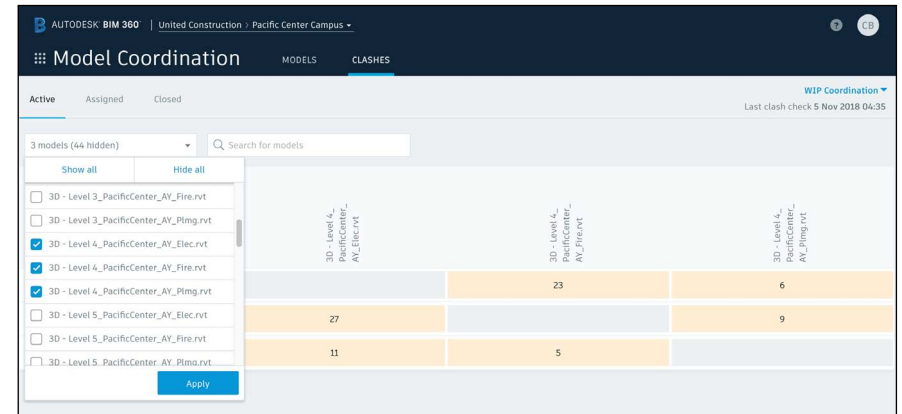 AUTODESK® BIM 360™ | United Construction > Pacific Center Campus
CB
Model Coordination MODELS CLASHES
Active Assigned Closed
WIP Coordination
Last clash check 5 Nov 2018 04:35
3 models (44 hidden)
Search for models
Show all Hide all
3D - Level 3_PacificCenter_AY_Fire.rvt
3D - Level 3_PacificCenter_AY_Plmg.rvt
3D - Level 4_PacificCenter_AY_Elec.rvt
3D - Level 4_PacificCenter_AY_Fire.rvt
3D - Level 4_PacificCenter_AY_Plmg.rvt
3D - Level 5_PacificCenter_AY_Elec.rvt
3D - Level 5_PacificCenter_AY_Fire.rvt
3D - Level 5_PacificCenter_AY_Plmg.rvt
Apply
3D - Level 4_
PacificCenter_
AY_Elec.rvt
3D - Level 4_
PacificCenter_
AY_Fire.rvt
3D - Level 4_
PacificCenter_
AY_Plmg.rvt
23 6
27 9
11 5